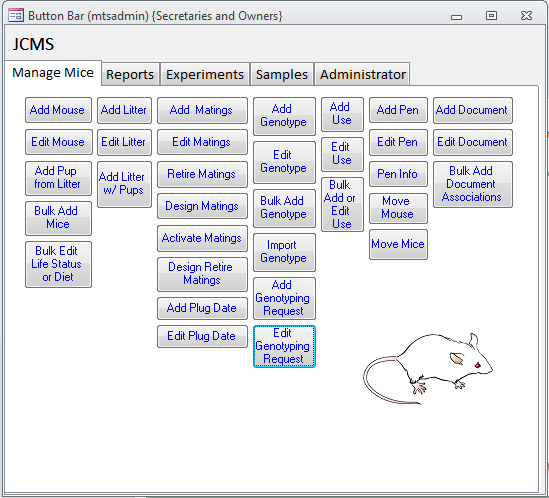 Button Bar (mtsadmin) {Secretaries and Owners}
JCMS
Manage Mice
Reports
Experiments
Samples
Administrator
Add Mouse
Edit Mouse
Add Pup
from Litter
Bulk Add
Mice
Bulk Edit
Life Status
or Diet
Add Litter
Edit Litter
Add Litter
w/ Pups
Add Matings
Edit Matings
Retire Matings
Design Matings
Activate Matings
Design Retire
Matings
Add Plug Date
Edit Plug Date
Add
Genotype
Edit
Genotype
Bulk Add
Genotype
Import
Genotype
Add
Genotyping
Request
Edit
Genotyping
Request
Add
Use
Edit
Use
Bulk
Add or
Edit
Use
Add Pen
Edit Pen
Pen Info
Move
Mouse
Move Mice
Add Document
Edit Document
Bulk Add
Document
Associations